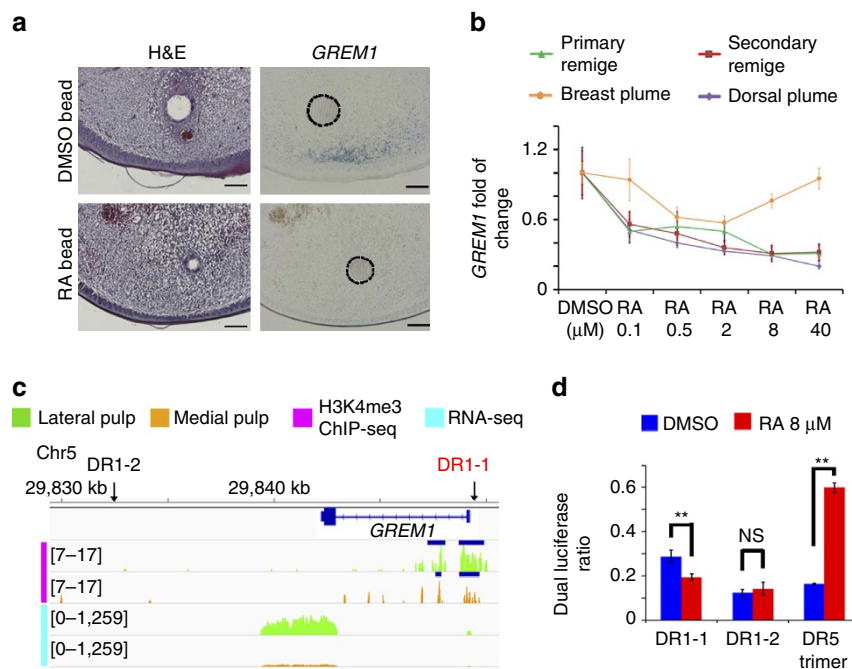 a
H&E
GREM1
DMSO bead
RA bead
b
Primary
remige
Secondary
remige
Breast plume
Dorsal plume
GREM1 fold of
change
1.2
0.6
0
DMSO RA RA RA RA RA
(μM) 0.1 0.5 2 8 40
c
Lateral pulp
Medial pulp
H3K4me3
ChIP-seq
RNA-seq
Chr5
DR1-2
DR1-1
29,830 kb
29,840 kb
GREM1
[7–17]
[7–17]
[0–1,259]
[0–1,259]
d
DMSO
RA 8 μM
Dual luciferase
ratio
0.6
0.4
0.2
0
**
NS
**
DR1-1
DR1-2
DR5
trimer